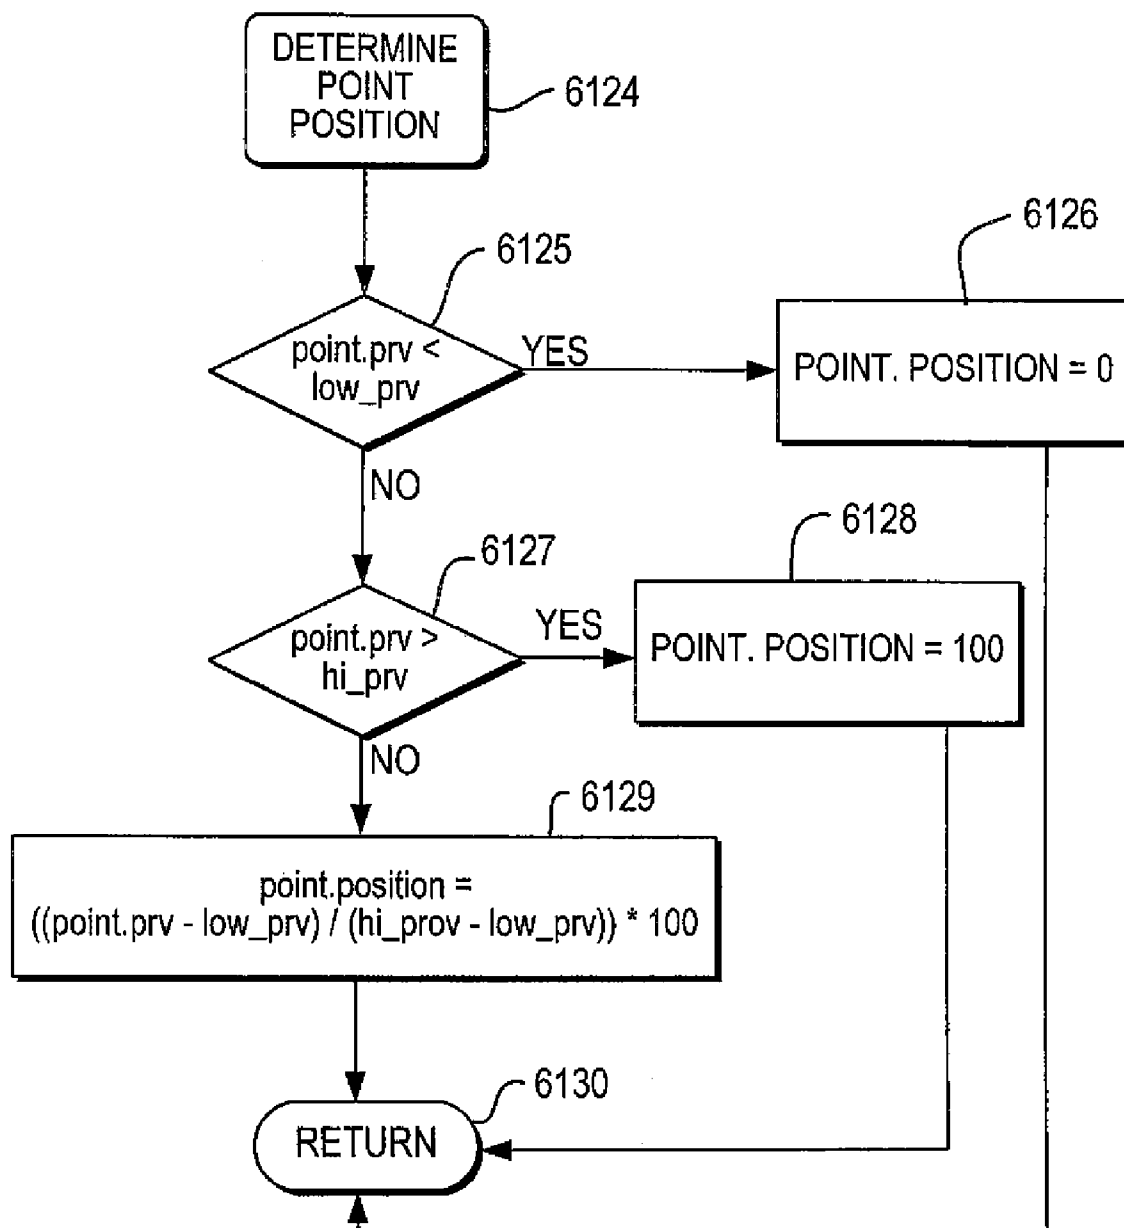 DETERMINE
POINT
POSITION
6124
6125
6126
point.prv <
low_prv
YES
POINT. POSITION = 0
NO
6127
6128
point.prv >
hi_prv
YES
POINT. POSITION = 100
NO
6129
point.position =
((point.prv - low_prv) / (hi_prov - low_prv)) * 100
6130
RETURN